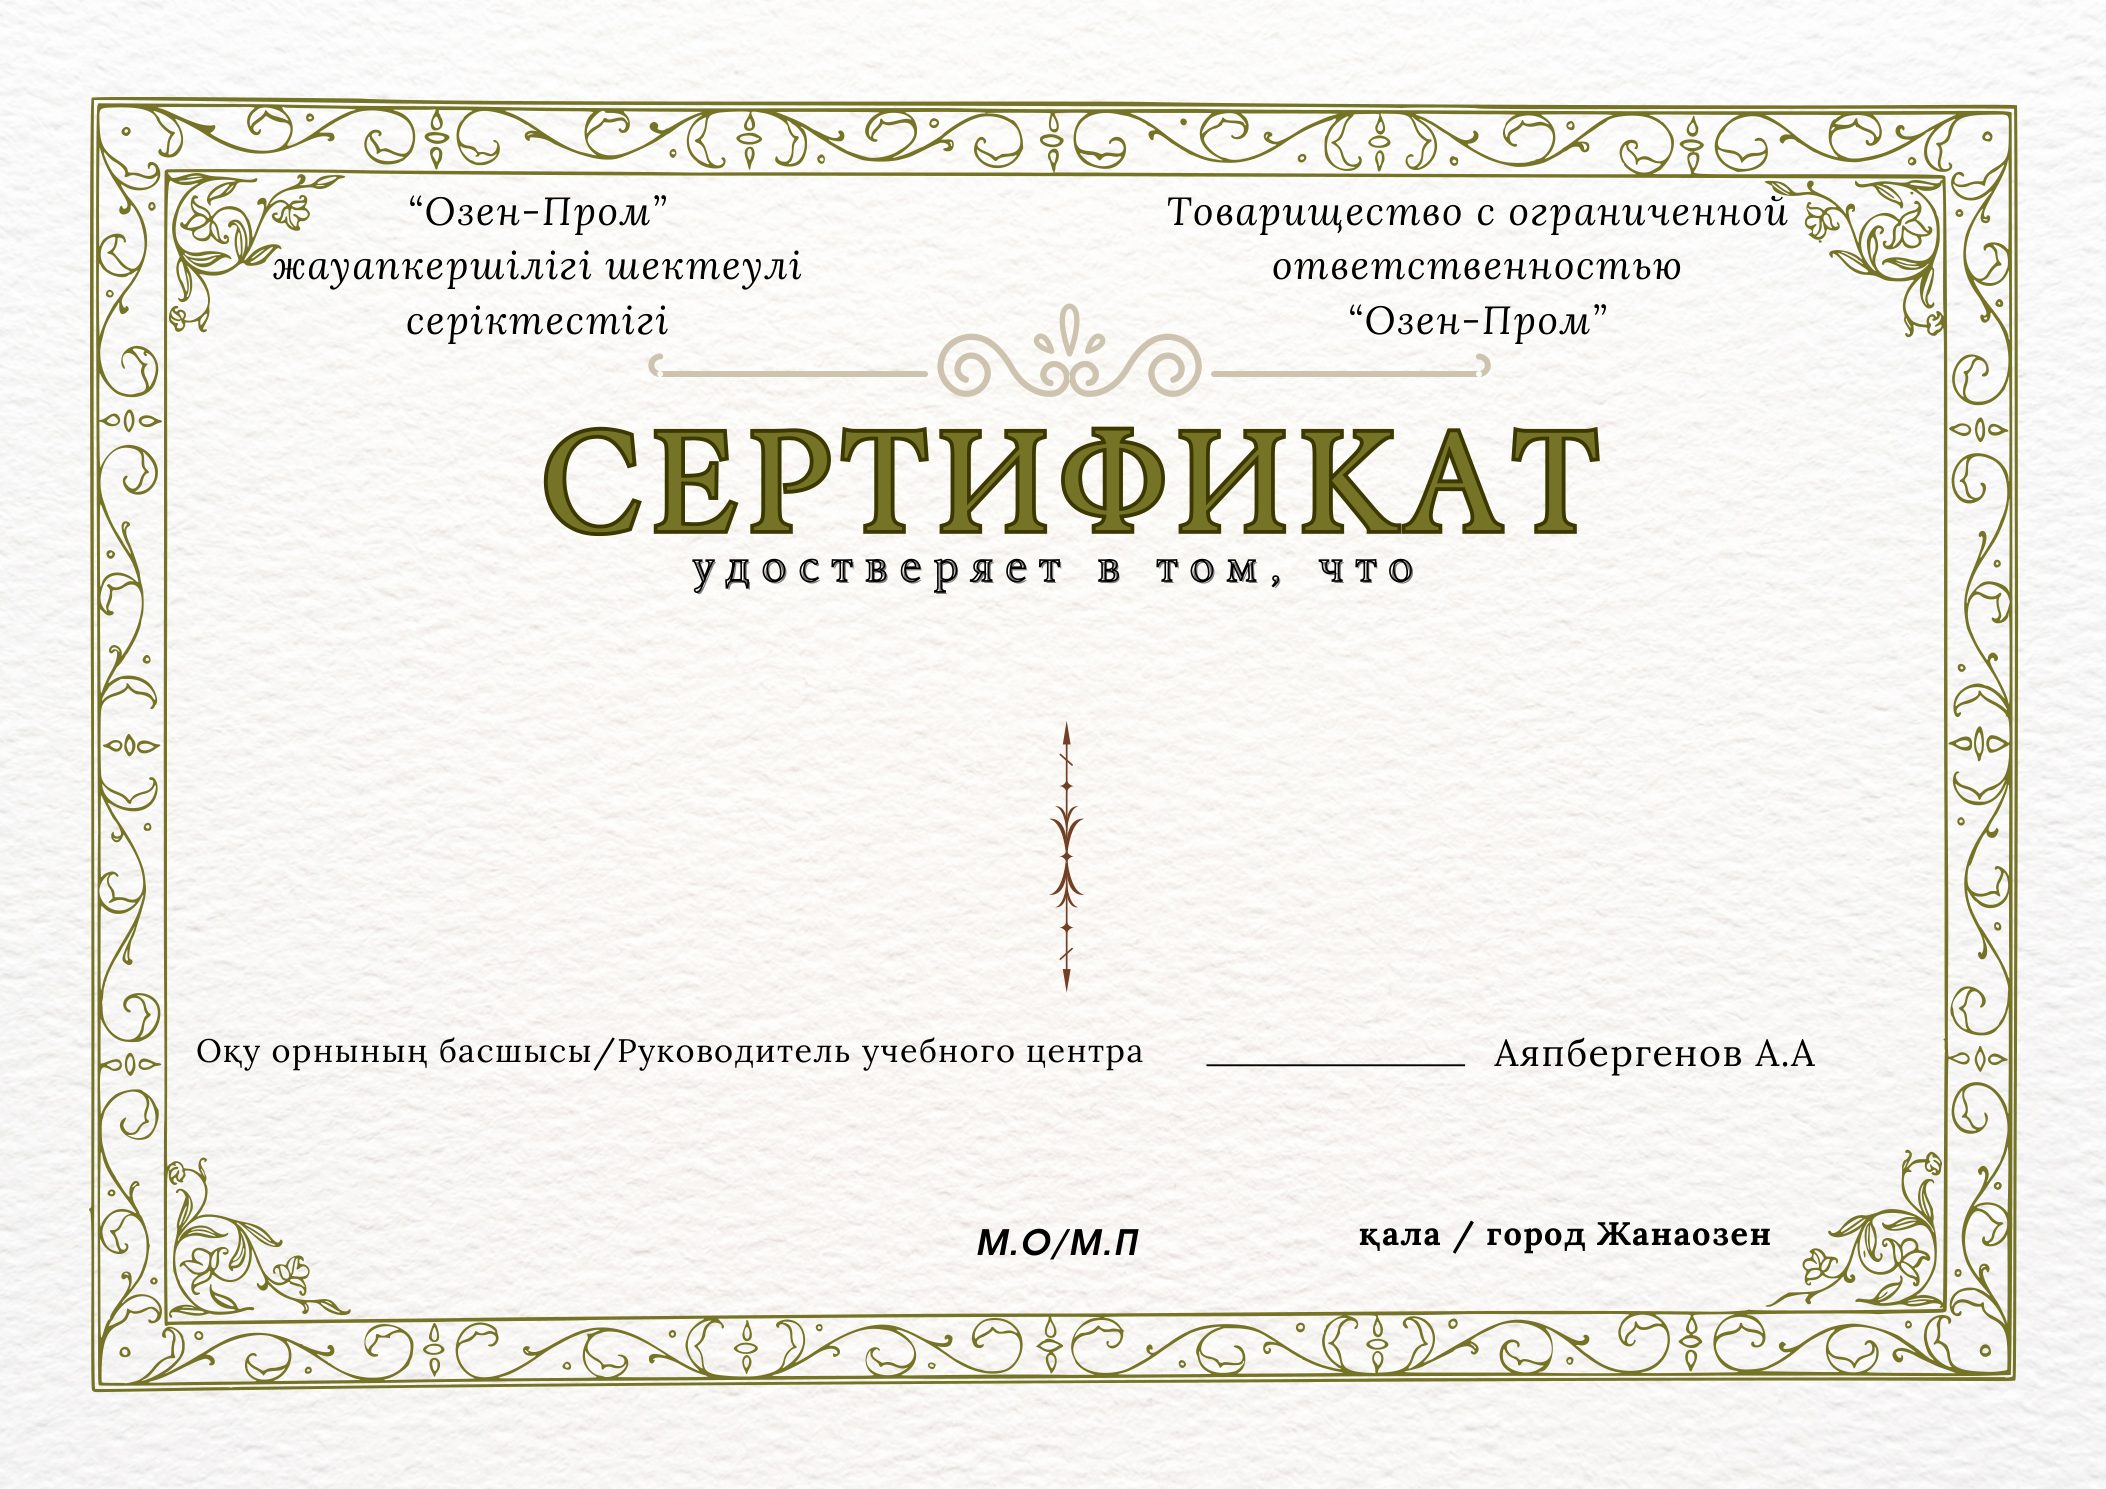 “Озен-Пром”
жауапкершілігі шектеулі
серіктестігі
Товарищество с ограниченной
ответственностью
“Озен-Пром”
СЕРТИФИКАТ
удостверяет в том, что
Оқу орнының басшысы/Руководитель учебного центра
Аяпбергенов А.А
М.О/М.П
қала / город Жанаозен